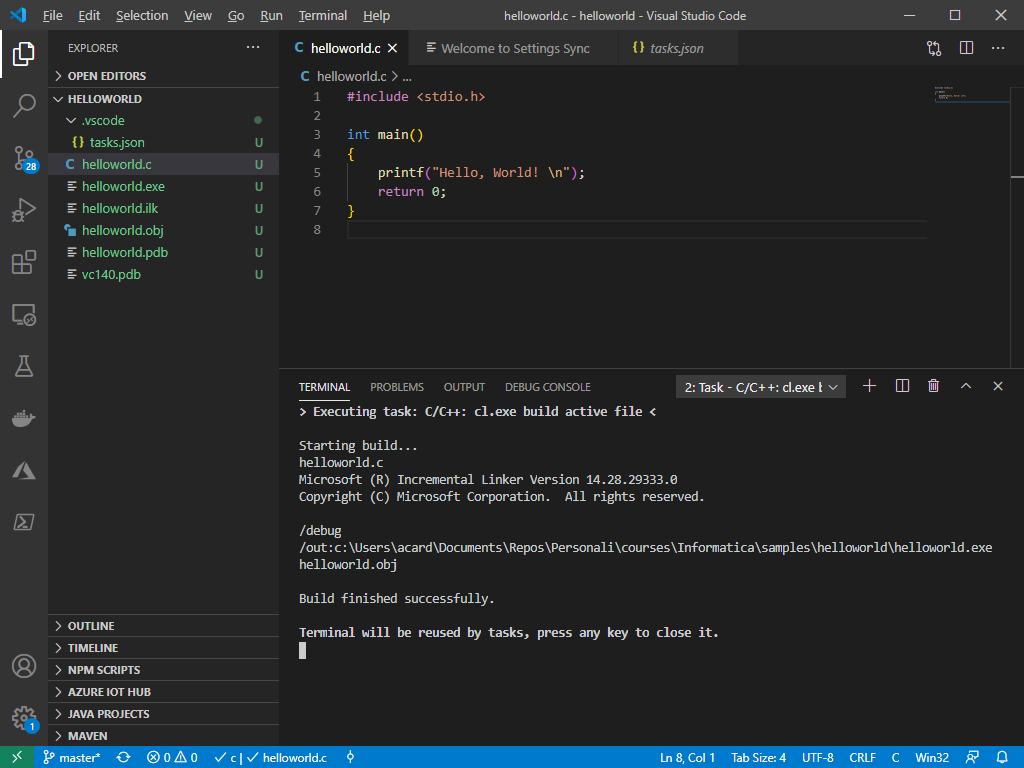 File Edit Selection View Go Run Terminal Help helloworld.c - helloworld - Visual Studio Code
EXPLORER ...
OPEN EDITORS
HELLOWORLD
.vscode
{} tasks.json U
C helloworld.c U
helloworld.exe U
helloworld.ilk U
helloworld.obj U
helloworld.pdb U
vc140.pdb U
28
OUTLINE
TIMELINE
NPM SCRIPTS
AZURE IOT HUB
JAVA PROJECTS
MAVEN
1
C helloworld.c Welcome to Settings Sync {} tasks.json ...
C helloworld.c > ...
1 #include <stdio.h>
2
3 int main()
4 {
5 printf("Hello, World! \n");
6 return 0;
7 }
8
TERMINAL PROBLEMS OUTPUT DEBUG CONSOLE 2: Task - C/C++: cl.exe b
> Executing task: C/C++: cl.exe build active file <
Starting build...
helloworld.c
Microsoft (R) Incremental Linker Version 14.28.29333.0
Copyright (C) Microsoft Corporation.  All rights reserved.
/debug
/out:c:\Users\acard\Documents\Repos\Personali\courses\Informatica\samples\helloworld\helloworld.exe
helloworld.obj
Build finished successfully.
Terminal will be reused by tasks, press any key to close it.
master* 0 0 c | helloworld.c Ln 8, Col 1 Tab Size: 4 UTF-8 CRLF C Win32